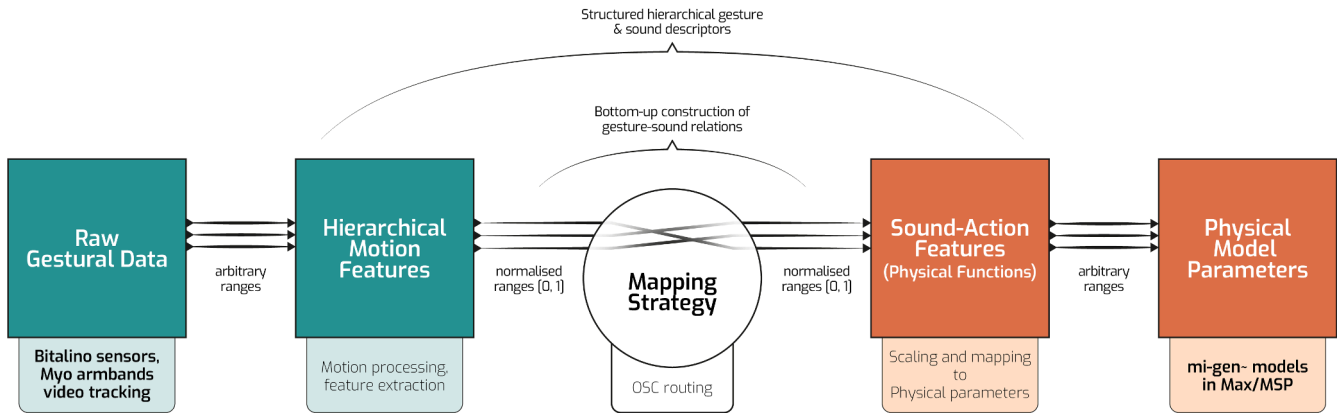 Structured hierarchical gesture
& sound descriptors
Bottom-up construction of
gesture-sound relations
Raw
Gestural Data
arbitrary
ranges
Hierarchical
Motion
Features
normalised
ranges [0, 1]
Mapping
Strategy
normalised
ranges [0, 1]
Sound-Action
Features
(Physical Functions)
arbitrary
ranges
Physical
Model
Parameters
Bitalino sensors,
Myo armbands
video tracking
Motion processing,
feature extraction
OSC routing
Scaling and mapping
to
Physical parameters
mi-gen~ models
in Max/MSP